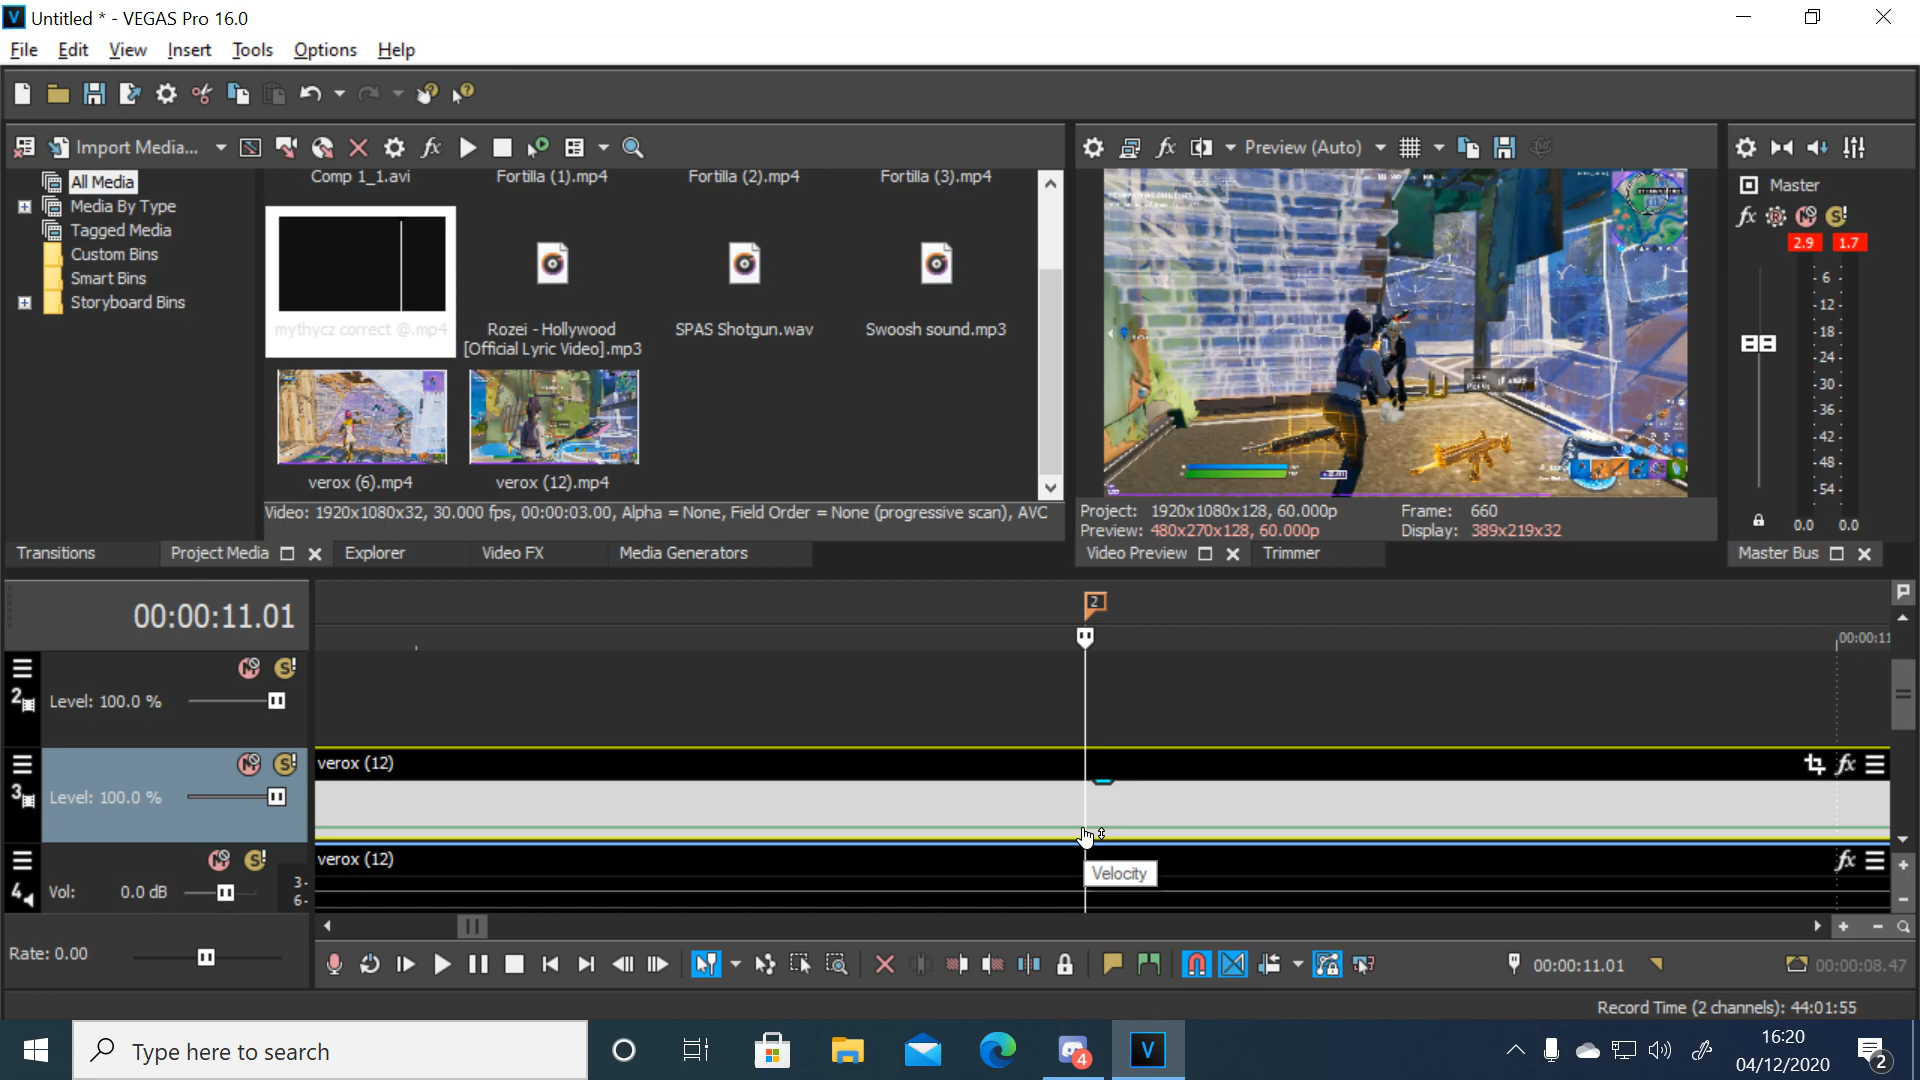 Untitled * - VEGAS Pro 16.0
File Edit View Insert Tools Options Help
Import Media... Preview (Auto)
All Media
Media By Type
Tagged Media
Custom Bins
Smart Bins
Storyboard Bins
Comp 1_1.avi Fortilla (1).mp4 Fortilla (2).mp4 Fortilla (3).mp4
mythycz correct @.mp4 Rozei - Hollywood SPAS Shotgun.wav Swoosh sound.mp3
[Official Lyric Video].mp3
verox (6).mp4 verox (12).mp4
Video: 1920x1080x32, 30.000 fps, 00:00:03.00, Alpha = None, Field Order = None (progressive scan), AVC
Project: 1920x1080x128, 60.000p Frame: 660
Preview: 480x270x128, 60.000p Display: 389x219x32
Master
2.9 1.7
- 6 -
- 12 -
- 18 -
- 24 -
- 30 -
- 36 -
- 42 -
- 48 -
- 54 -
0.0 0.0
Transitions Project Media Explorer Video FX Media Generators Video Preview Trimmer Master Bus
00:00:11.01
2
00:00:11
2 Level: 100.0 %
verox (12)
3 Level: 100.0 %
verox (12)
4 Vol: 0.0 dB 3-
6-
Velocity
Rate: 0.00
00:00:11.01 00:00:08.47
Record Time (2 channels): 44:01:55
Type here to search
4
V
16:20
04/12/2020
2